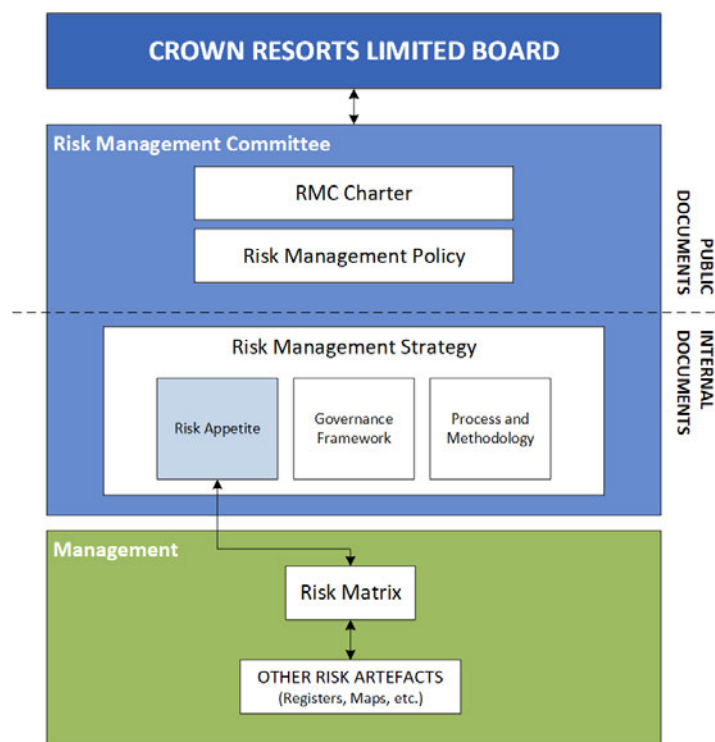 CROWN RESORTS LIMITED BOARD
Risk Management Committee
RMC Charter
Risk Management Policy
PUBLIC
DOCUMENTS
Risk Management Strategy
Risk Appetite
Governance
Framework
Process and
Methodology
INTERNAL
DOCUMENTS
Management
Risk Matrix
OTHER RISK ARTEFACTS
(Registers, Maps, etc.)